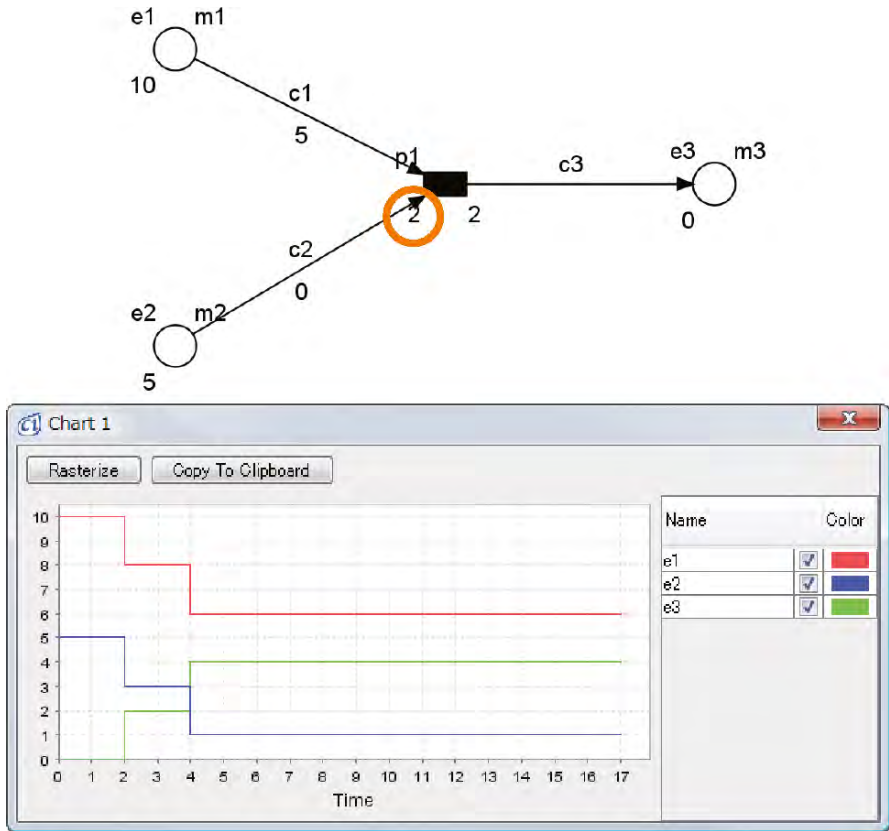 e1 m1
10
c1
5
p1
c3
e3 m3
2 2
0
c2
0
e2 m2
5
Chart 1
Rasterize Copy To Clipboard
Name Color
e1
e2
e3
10
9
8
7
6
5
4
3
2
1
0
0 1 2 3 4 5 6 7 8 9 10 11 12 13 14 15 16 17
Time